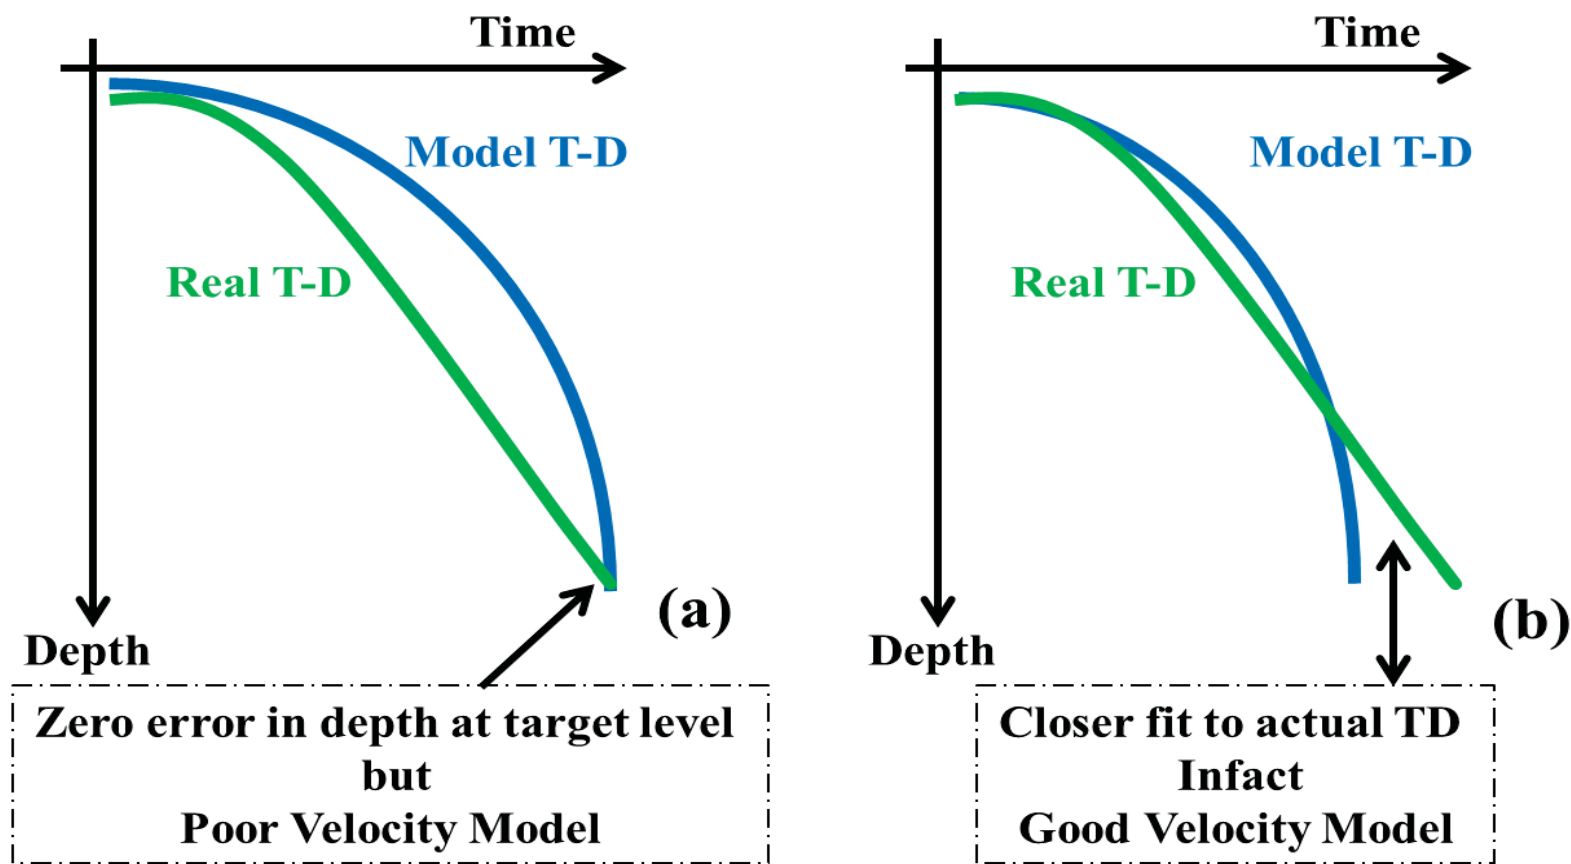 Time
Model T-D
Real T-D
(a)
Depth
Zero error in depth at target level
but
Poor Velocity Model
Time
Model T-D
Real T-D
(b)
Depth
Closer fit to actual TD
Infact
Good Velocity Model